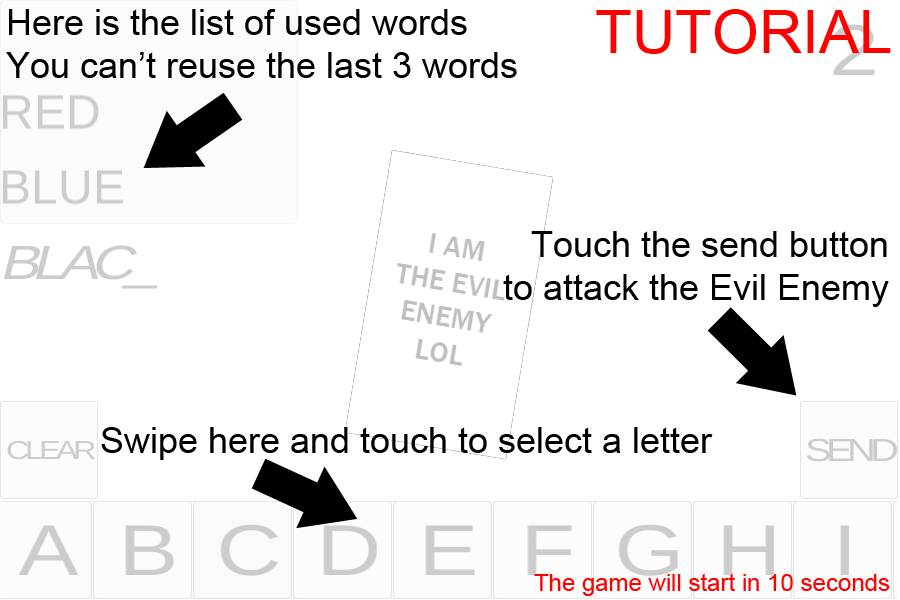 Here is the list of used words
You can't reuse the last 3 words
TUTORIAL
2
RED
BLUE
BLAC_
I AM
THE EVIL
ENEMY
LOL
Touch the send button
to attack the Evil Enemy
CLEAR
Swipe here and touch to select a letter
SEND
A B C D E F G H I
The game will start in 10 seconds